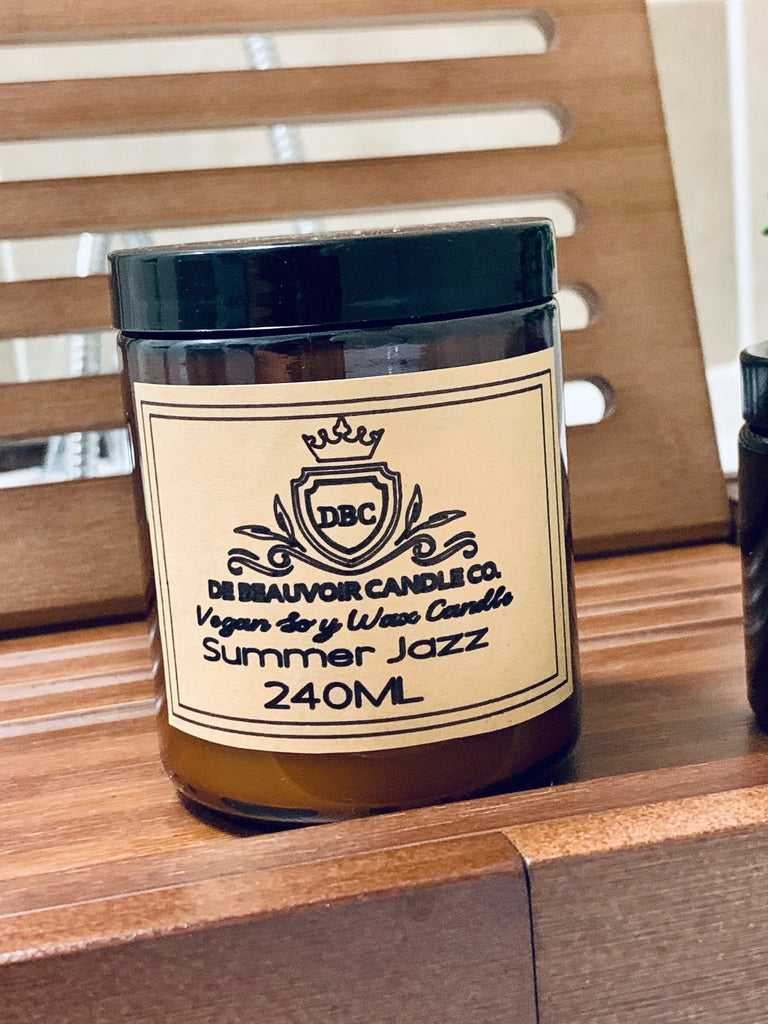 DBC
DE BEAUVOIR CANDLE CO.
Vegan Soy Wax Candle
Summer Jazz
240ML